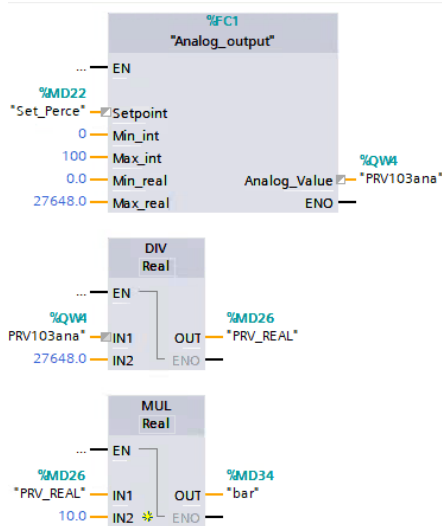 %FC1
"Analog_output"
... EN
%MD22
"Set_Perce" Setpoint
0 Min_int
100 Max_int %QW4
0.0 Min_real Analog_Value "PRV103ana"
27648.0 Max_real ENO
DIV
Real
... EN
%QW4 %MD26
PRV103ana" IN1 OUT "PRV_REAL"
27648.0 IN2 ENO
MUL
Real
... EN
%MD26 %MD34
"PRV_REAL" IN1 OUT "bar"
10.0 IN2 ENO